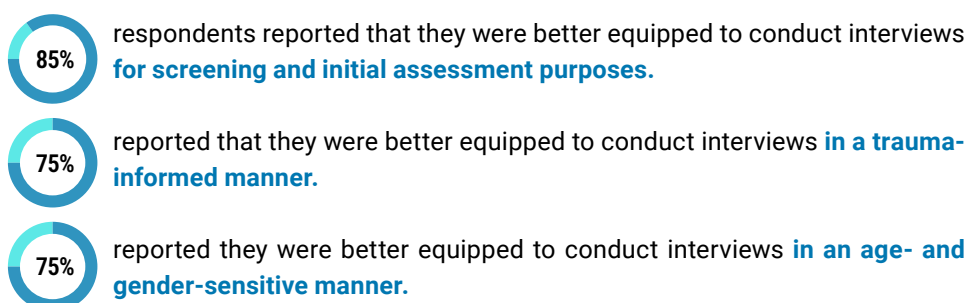 85%
respondents reported that they were better equipped to conduct interviews
for screening and initial assessment purposes.
75%
reported that they were better equipped to conduct interviews in a trauma-
informed manner.
75%
reported they were better equipped to conduct interviews in an age- and
gender-sensitive manner.